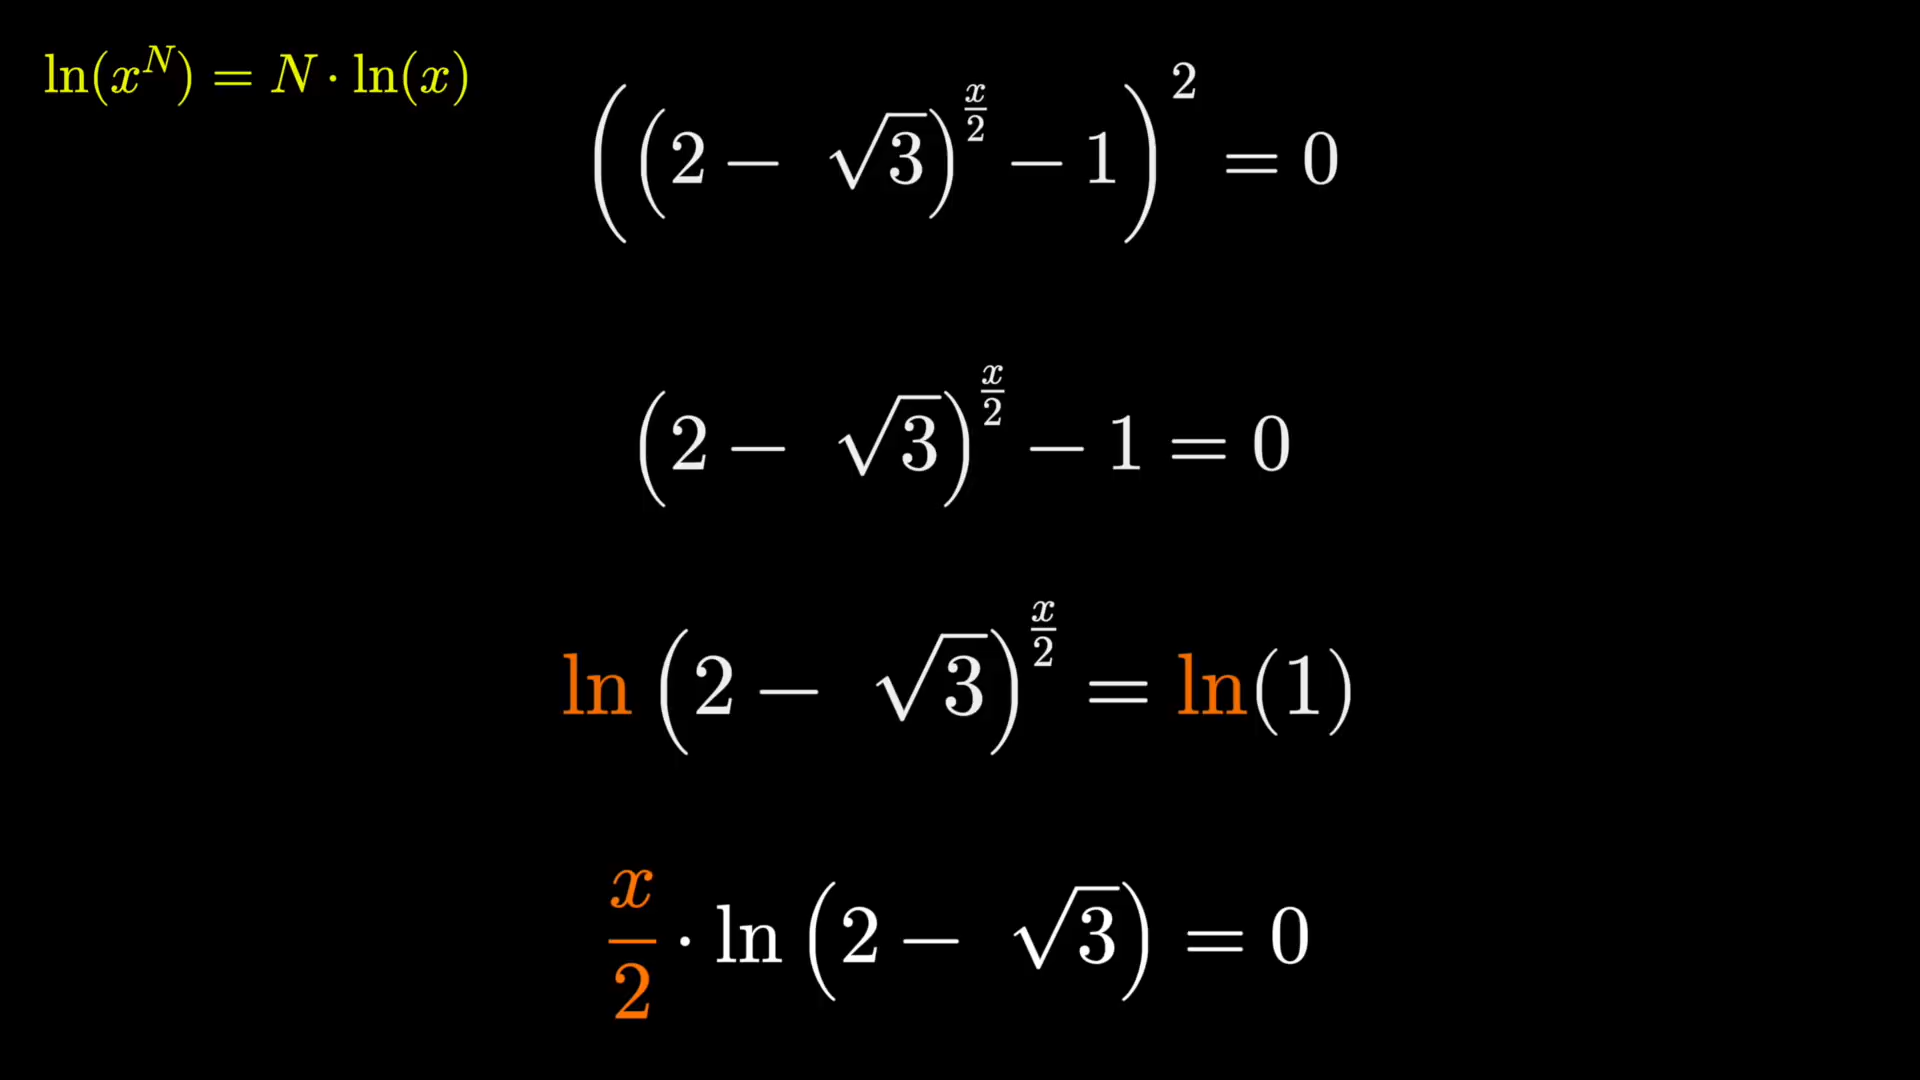 ln(x^N) = N · ln(x)
((2 − √3)^(x/2) − 1)^2 = 0
(2 − √3)^(x/2) − 1 = 0
ln (2 − √3)^(x/2) = ln(1)
x/2 · ln (2 − √3) = 0